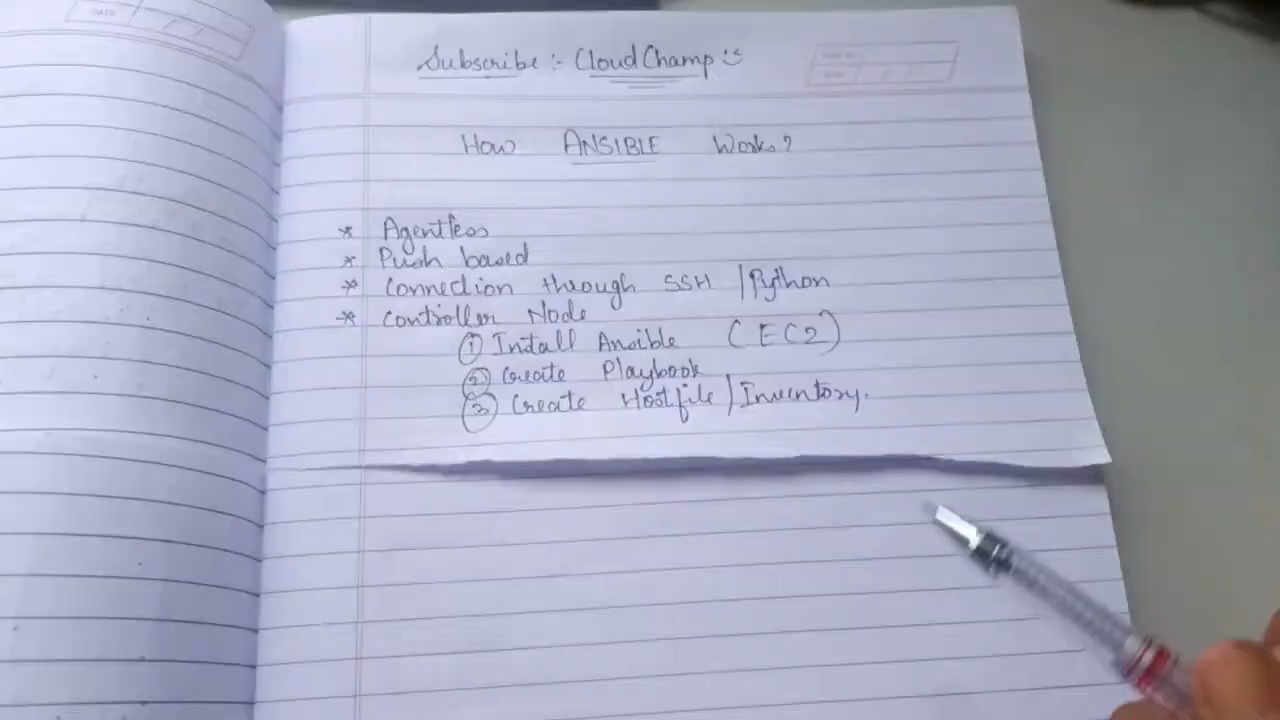 Subscribe :- CloudChamp
How ANSIBLE Works?
* Agentless
* Push based
* Connection through SSH / Python
* Controller Node
① Install Ansible (EC2)
② Create Playbook
③ Create Hostfile / Inventory.